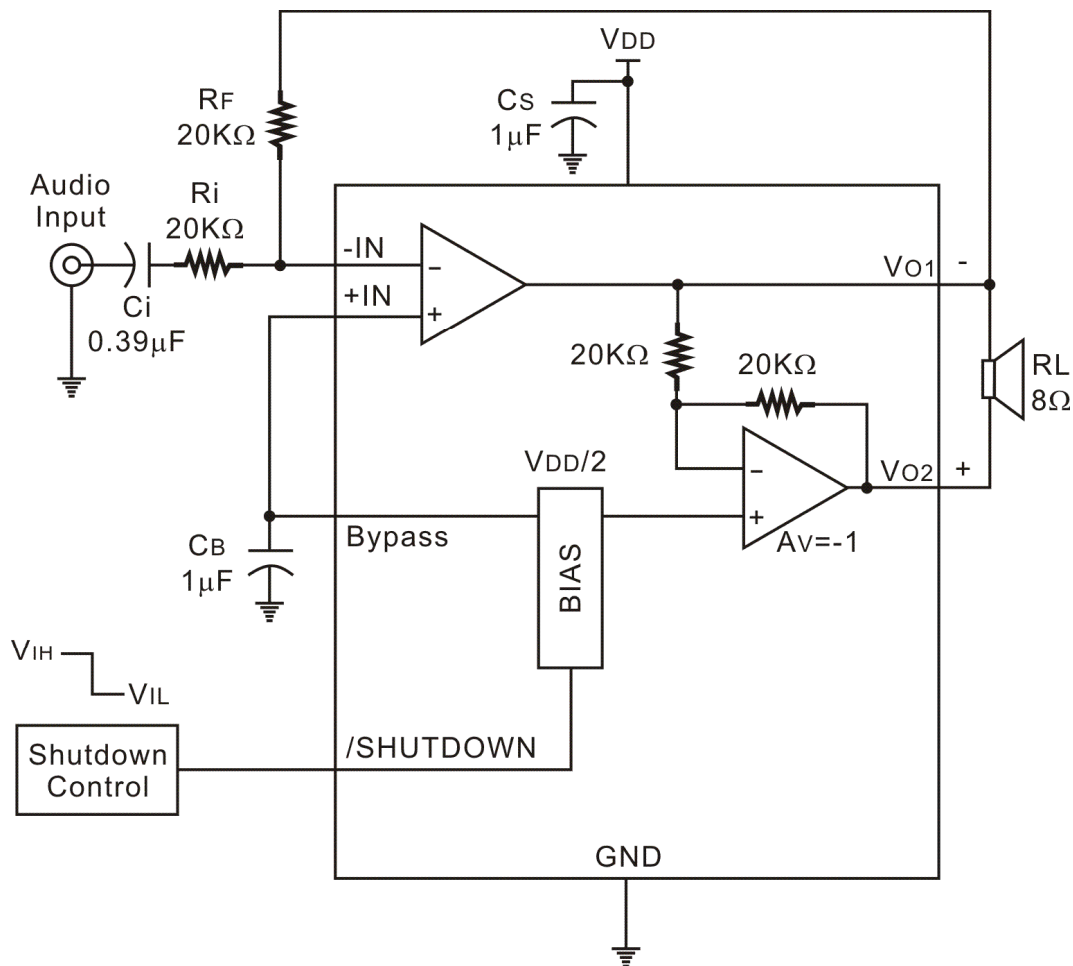 VDD
CS
1µF
RF
20KΩ
Audio
Input
Ri
20KΩ
Ci
0.39µF
-IN
+IN
−
+
VO1
-
20KΩ
20KΩ
RL
8Ω
VDD/2
−
+
AV=-1
VO2
+
Bypass
CB
1µF
BIAS
VIH
VIL
Shutdown
Control
/SHUTDOWN
GND